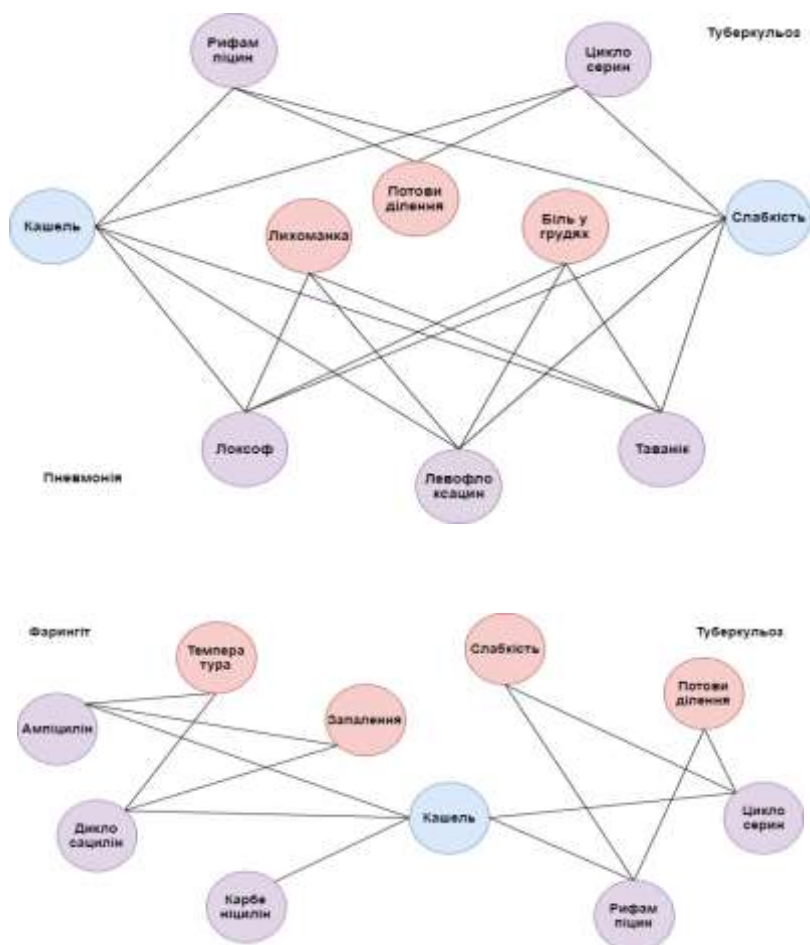 Туберкульоз
Рифам
піцин
Цикло
серин
Потови
ділення
Кашель
Лихоманка
Біль у
грудях
Слабкість
Локсоф
Левофло
ксацин
Таванік
Пневмонія
Фарингіт
Туберкульоз
Темпера
тура
Слабкість
Потови
ділення
Ампіцилін
Запалення
Дикло
сацилін
Кашель
Цикло
серин
Карбе
ніцилін
Рифам
піцин